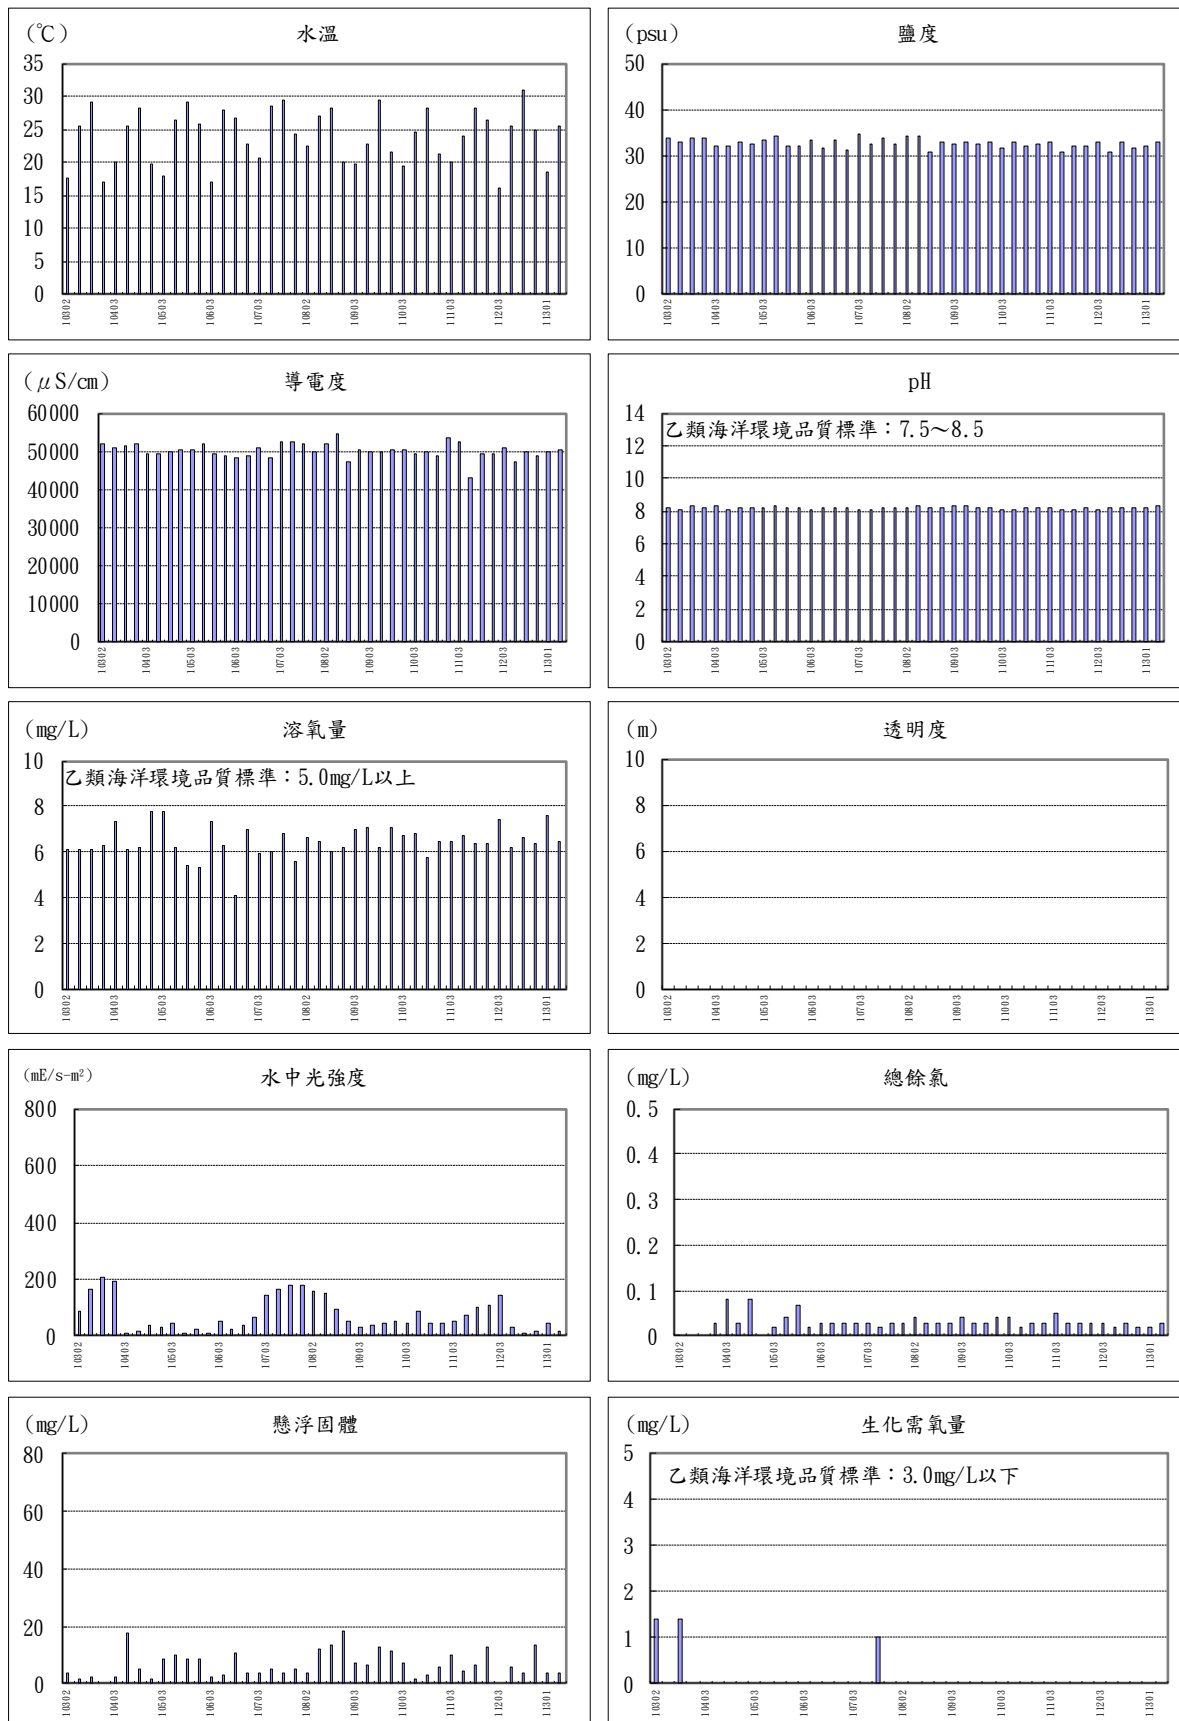 (℃) 水溫
35
30
25
20
15
10
5
0
10302 10403 10503 10603 10703 10802 10903 11003 11103 11203 11301
(psu) 鹽度
50
40
30
20
10
0
10302 10403 10503 10603 10703 10802 10903 11003 11103 11203 11301
(μS/cm) 導電度
60000
50000
40000
30000
20000
10000
0
10302 10403 10503 10603 10703 10802 10903 11003 11103 11203 11301
pH
乙類海洋環境品質標準：7.5～8.5
14
12
10
8
6
4
2
0
10302 10403 10503 10603 10703 10802 10903 11003 11103 11203 11301
(mg/L) 溶氧量
乙類海洋環境品質標準：5.0mg/L以上
10
8
6
4
2
0
10302 10403 10503 10603 10703 10802 10903 11003 11103 11203 11301
(m) 透明度
10
8
6
4
2
0
10302 10403 10503 10603 10703 10802 10903 11003 11103 11203 11301
(mE/s-m²) 水中光強度
800
600
400
200
0
10302 10403 10503 10603 10703 10802 10903 11003 11103 11203 11301
(mg/L) 總餘氯
0.5
0.4
0.3
0.2
0.1
0
10302 10403 10503 10603 10703 10802 10903 11003 11103 11203 11301
(mg/L) 懸浮固體
80
60
40
20
0
10302 10403 10503 10603 10703 10802 10903 11003 11103 11203 11301
(mg/L) 生化需氧量
乙類海洋環境品質標準：3.0mg/L以下
5
4
3
2
1
0
10302 10403 10503 10603 10703 10802 10903 11003 11103 11203 11301